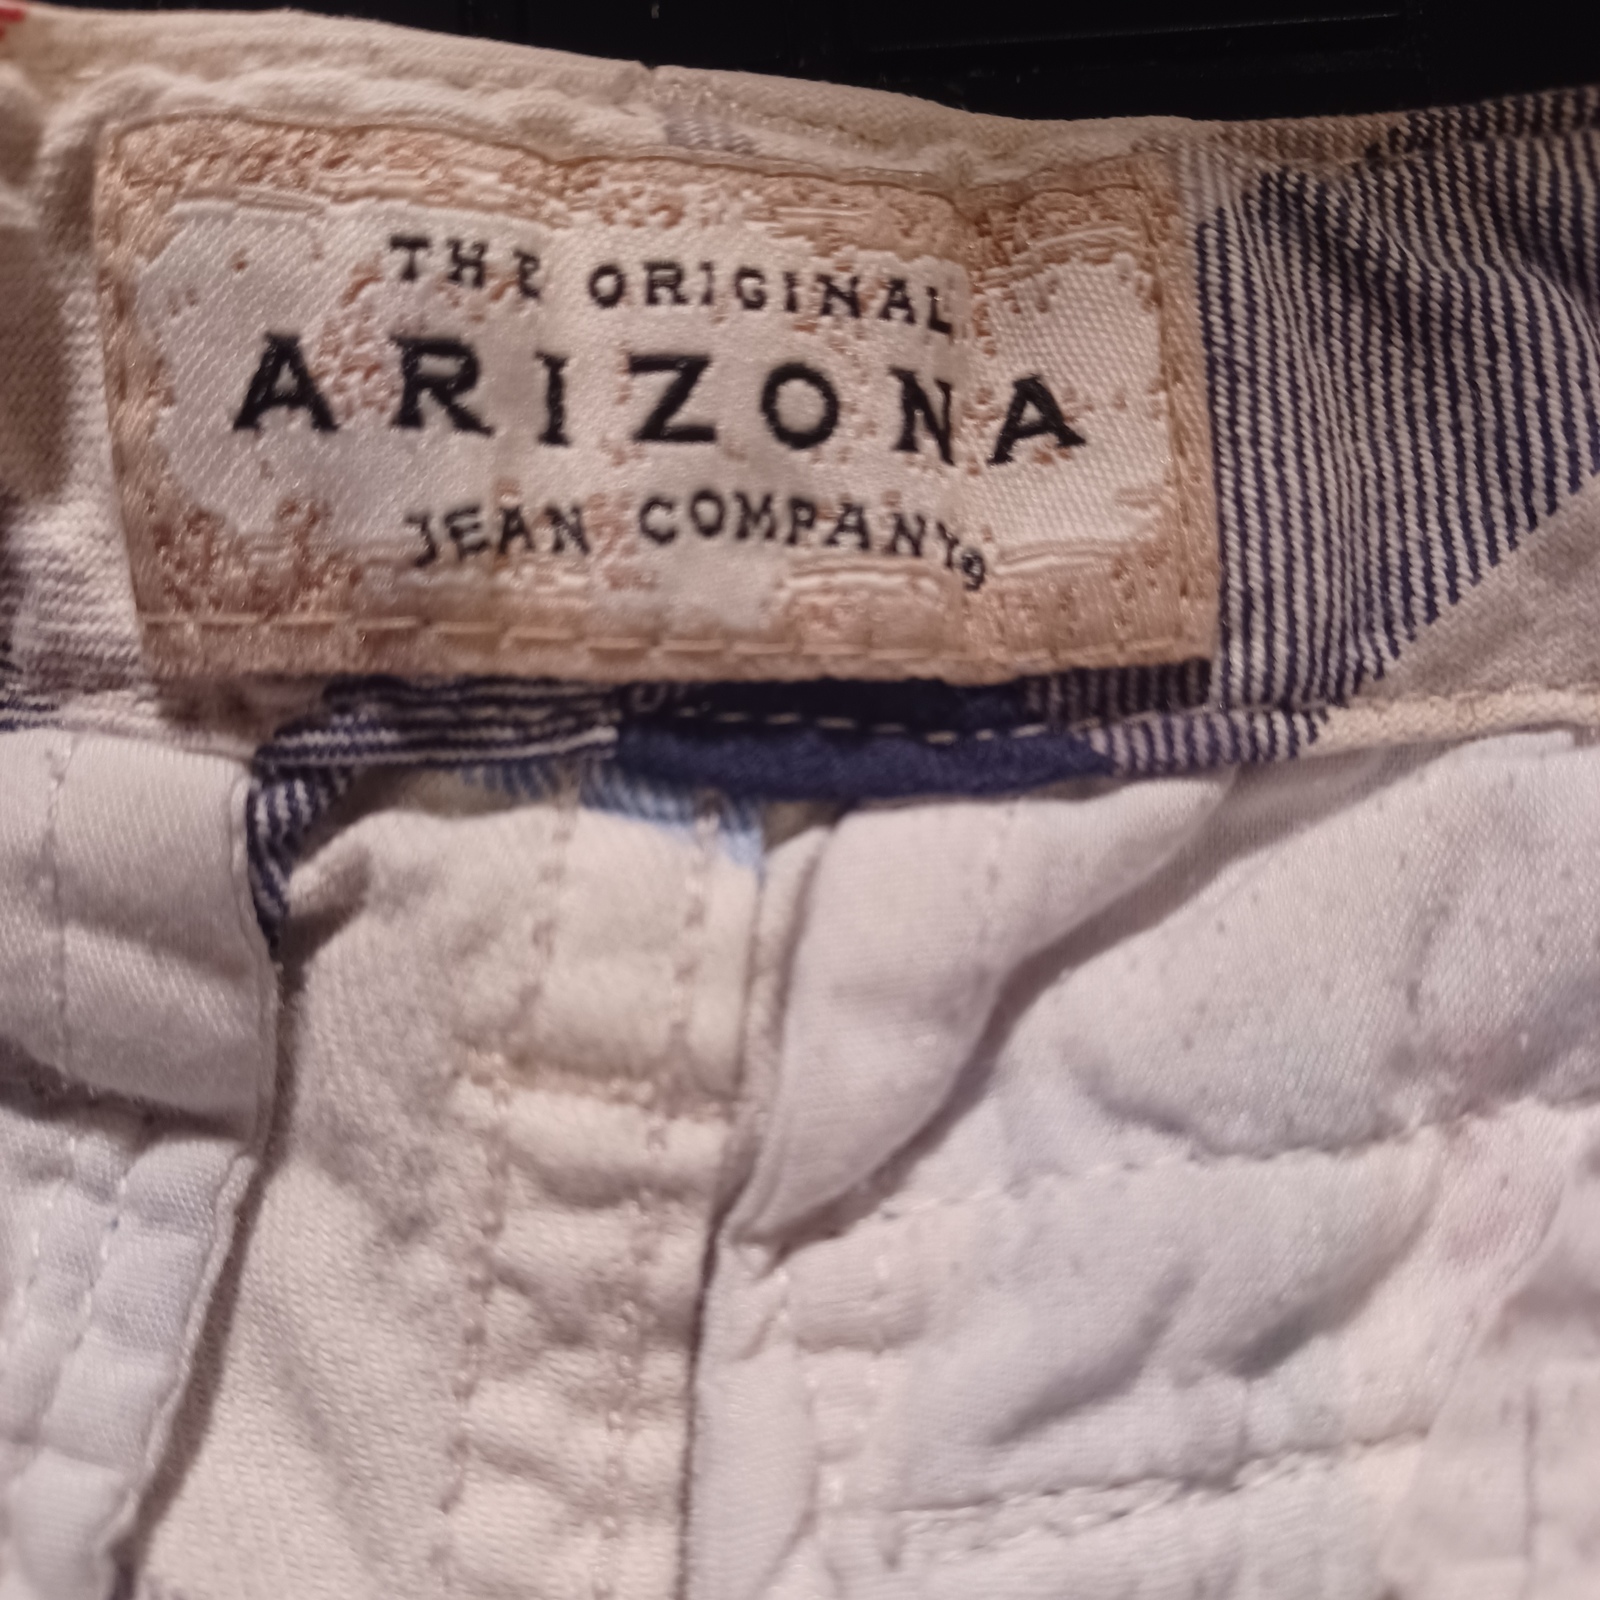 THE ORIGINAL
ARIZONA
JEAN COMPANY®